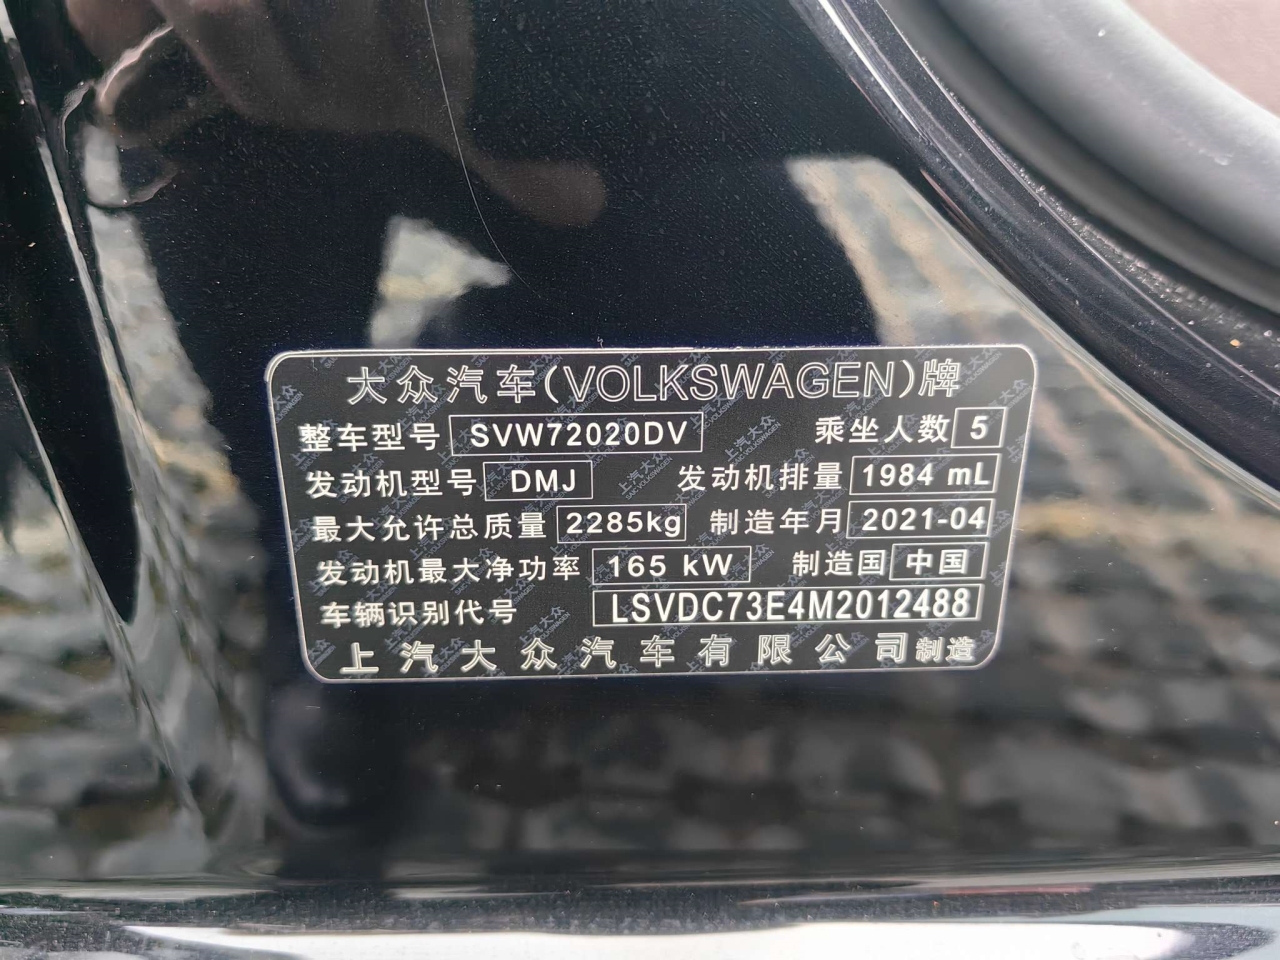 大众汽车(VOLKSWAGEN)牌
整车型号 SVW72020DV 乘坐人数 5
发动机型号 DMJ 发动机排量 1984 mL
最大允许总质量 2285kg 制造年月 2021-04
发动机最大净功率 165 kW 制造国 中国
车辆识别代号 LSVDC73E4M2012488
上汽大众汽车有限公司制造